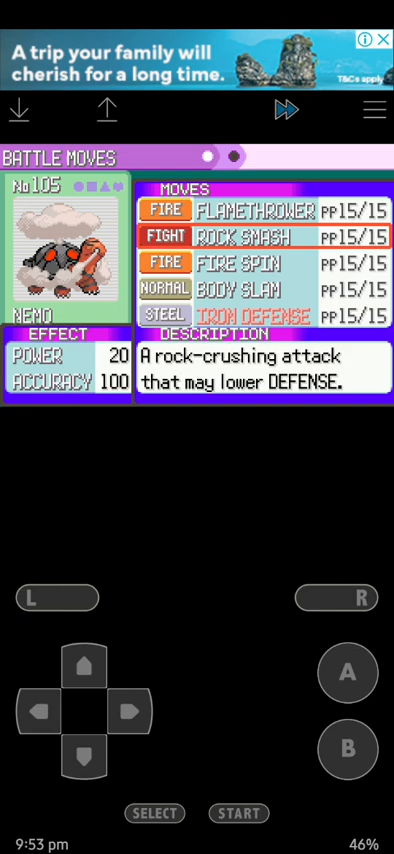 A trip your family will
cherish for a long time.
T&Cs apply
BATTLE MOVES
No105
NEMO
MOVES
FIRE FLAMETHROWER PP15/15
FIGHT ROCK SMASH PP15/15
FIRE FIRE SPIN PP15/15
NORMAL BODY SLAM PP15/15
STEEL IRON DEFENSE PP15/15
EFFECT
POWER 20
ACCURACY 100
DESCRIPTION
A rock-crushing attack
that may lower DEFENSE.
L
R
A
B
SELECT
START
9:53 pm
46%